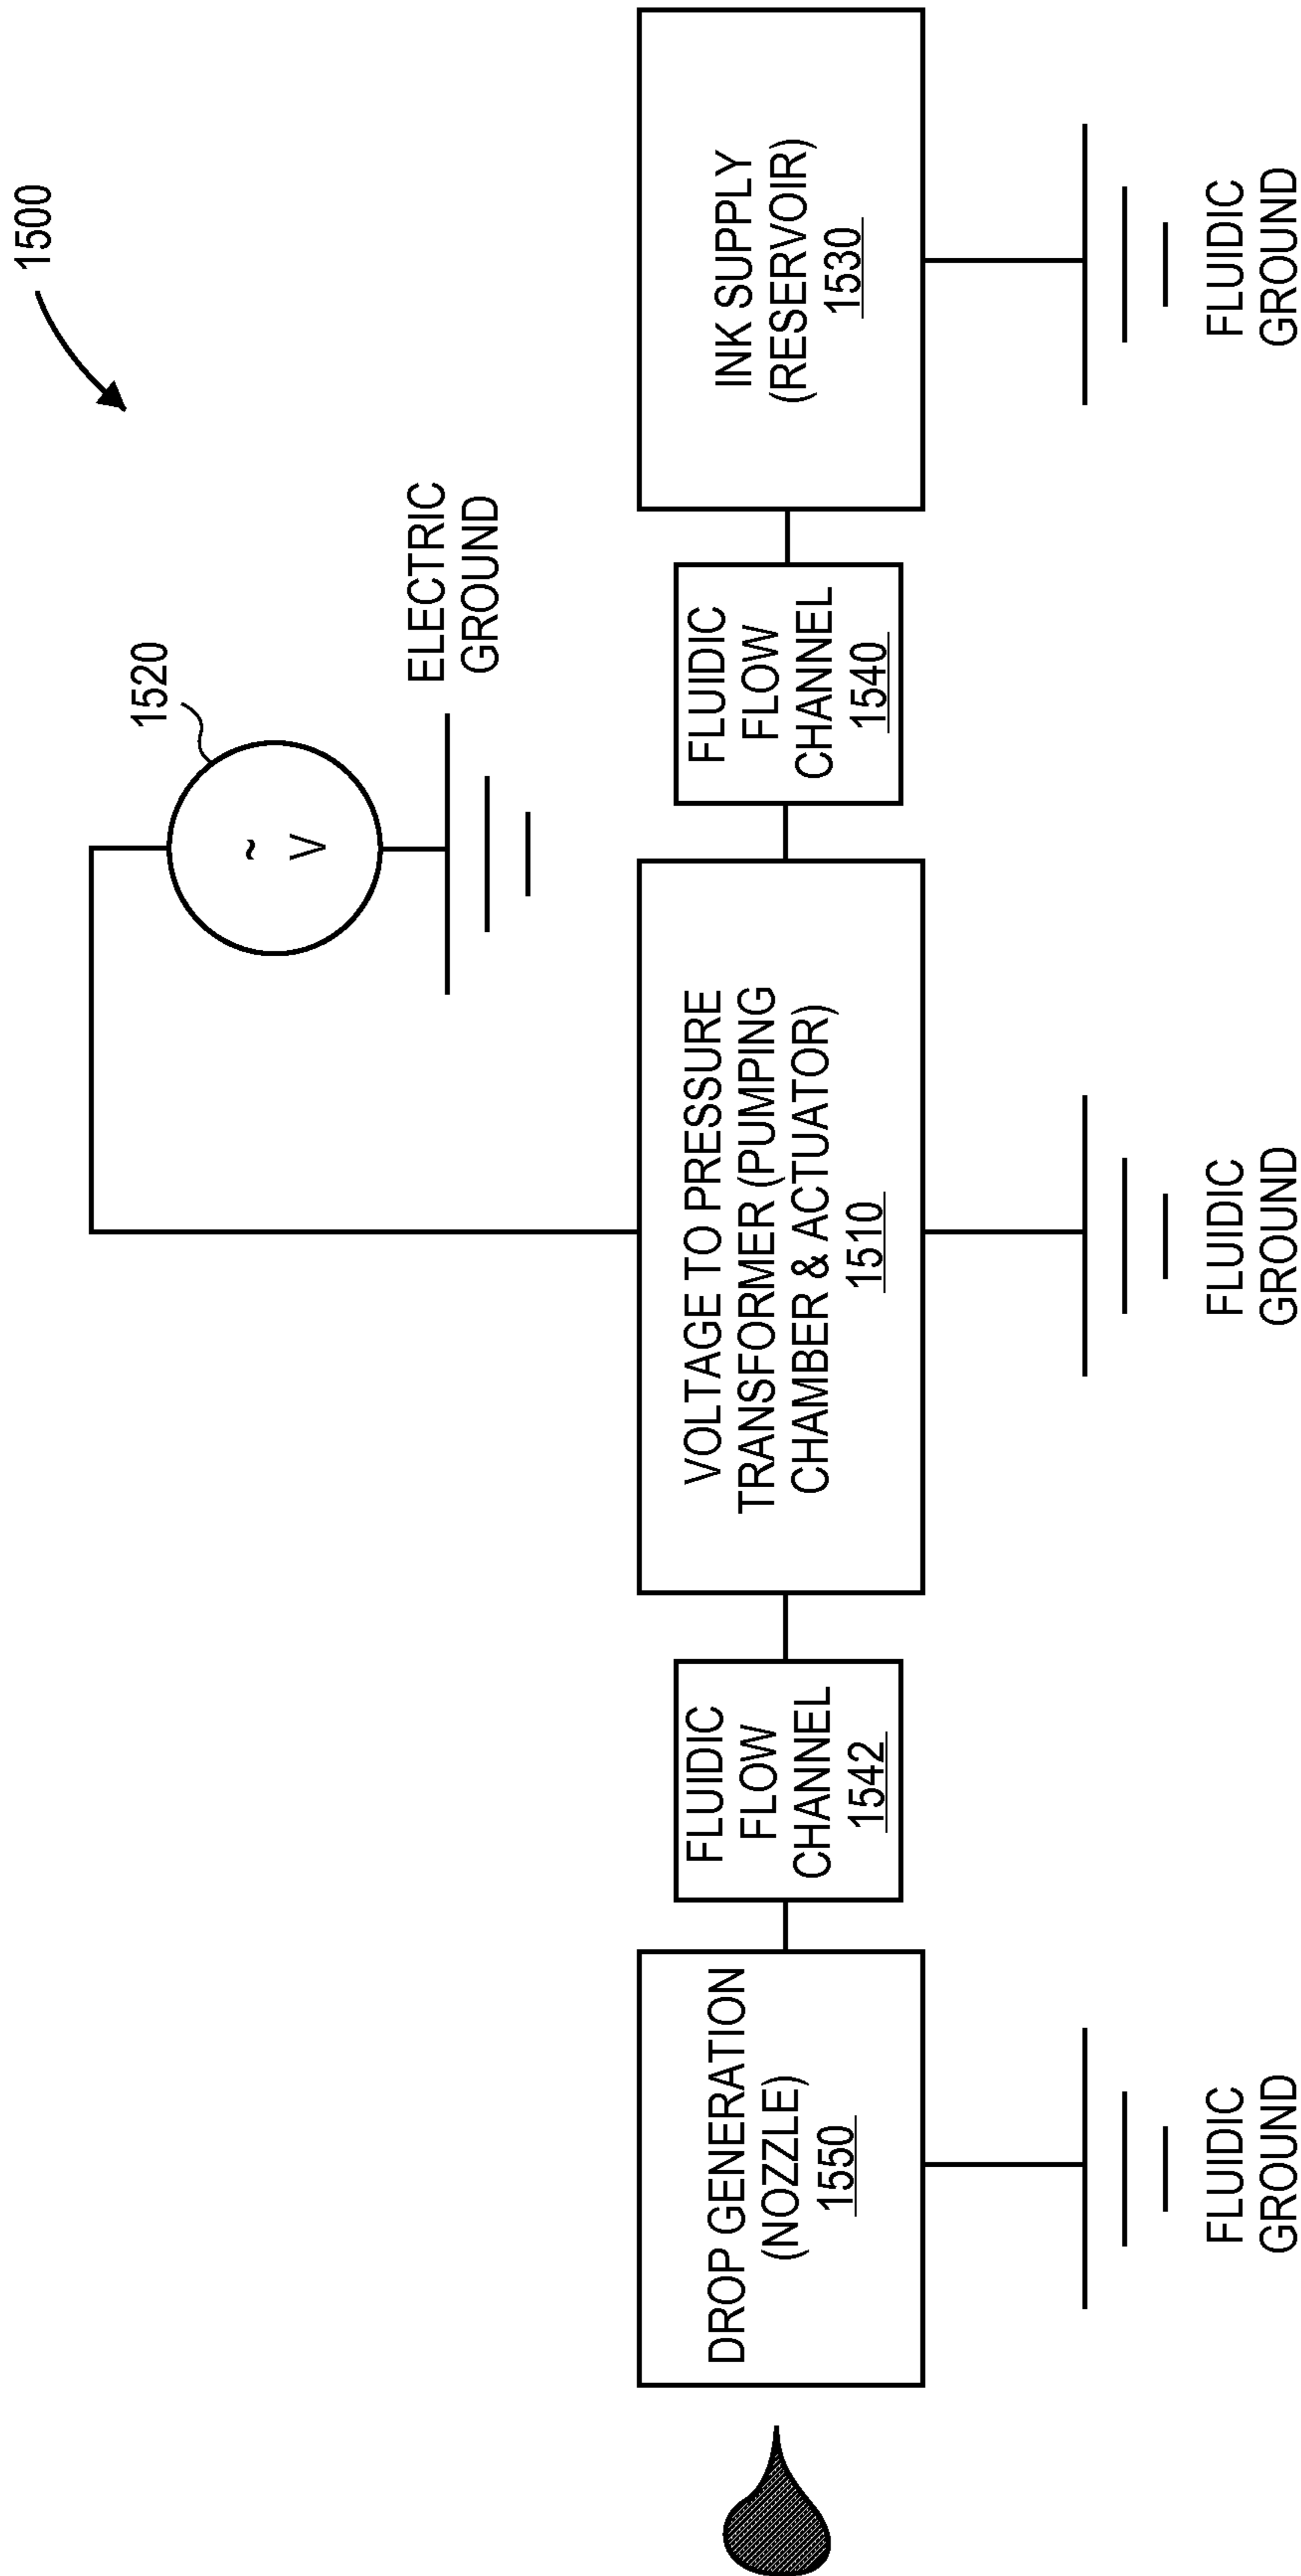 1500
1520
ELECTRIC
GROUND
DROP GENERATION
(NOZZLE)
1550
FLUIDIC
FLOW
CHANNEL
1542
VOLTAGE TO PRESSURE
TRANSFORMER (PUMPING
CHAMBER & ACTUATOR)
1510
FLUIDIC
FLOW
CHANNEL
1540
INK SUPPLY
(RESERVOIR)
1530
~
V
FLUIDIC
GROUND
FLUIDIC
GROUND
FLUIDIC
GROUND